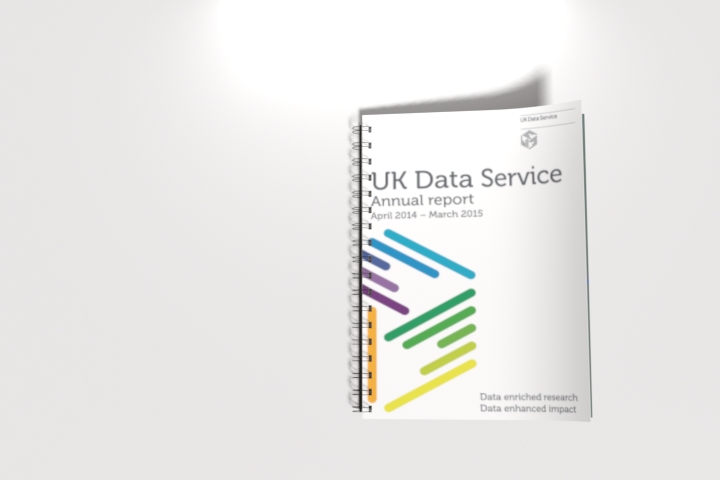 UK Data Service
UK Data Service
Annual report
April 2014 – March 2015
Data enriched research
Data enhanced impact